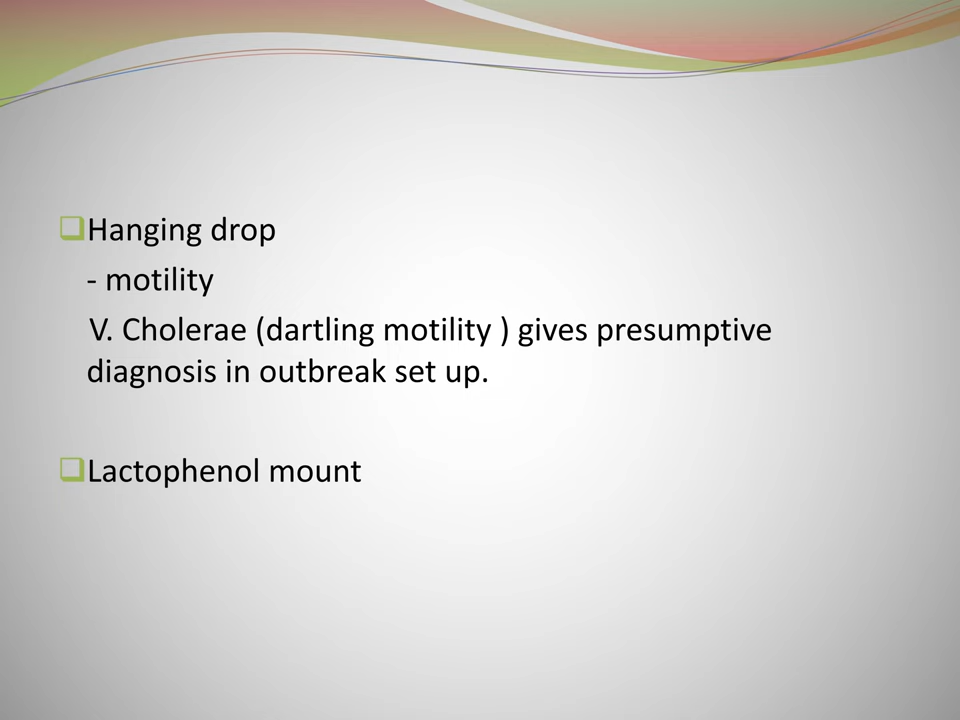 Hanging drop
- motility
V. Cholerae (dartling motility ) gives presumptive
diagnosis in outbreak set up.
Lactophenol mount